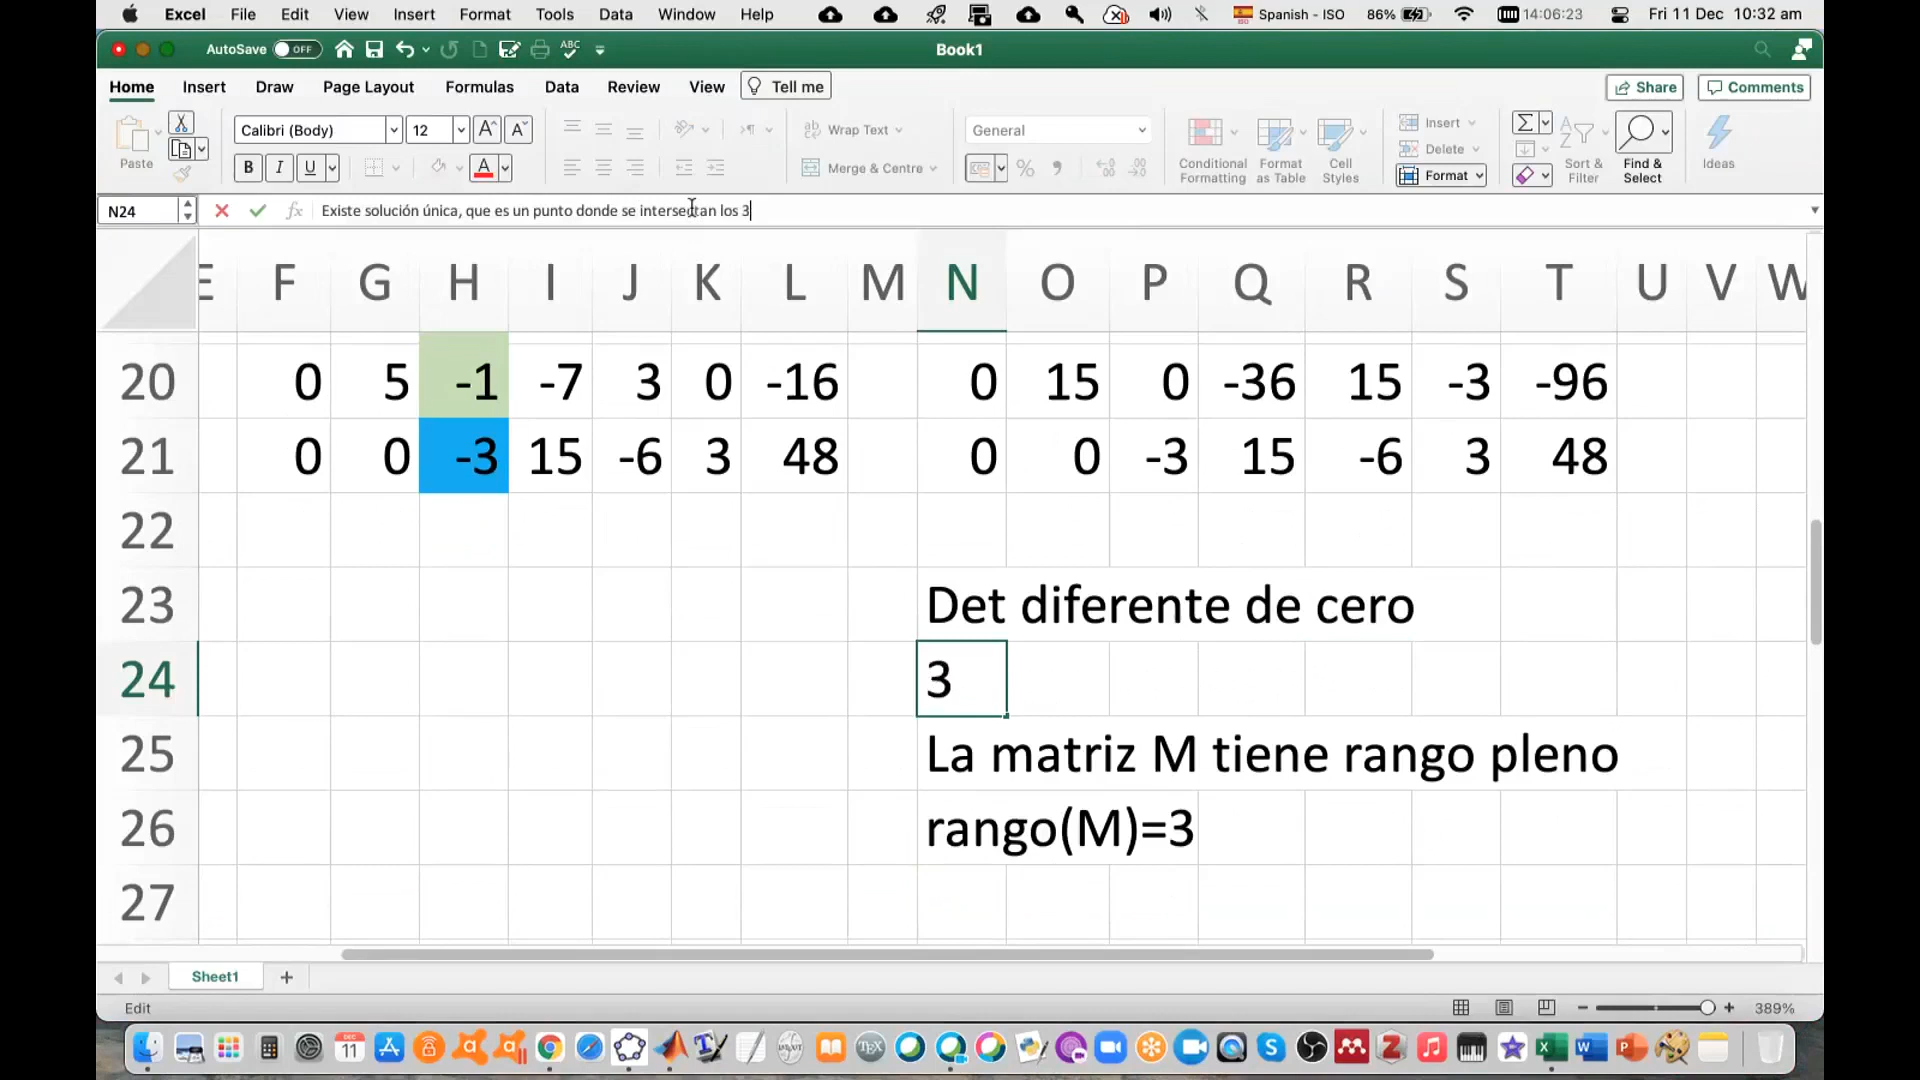 Excel File Edit View Insert Format Tools Data Window Help Spanish - ISO 86% 14:06:23 Fri 11 Dec 10:32 am
AutoSave OFF ABC Book1
Home Insert Draw Page Layout Formulas Data Review View Tell me Share Comments
Paste Calibri (Body) 12 A A Wrap Text General Insert
B I U A Merge & Centre % Delete Format
Conditional Formatting Format as Table Cell Styles Sort & Filter Find & Select Ideas
N24 fx Existe solución única, que es un punto donde se intersectan los 3
E F G H I J K L M N O P Q R S T U V W
20 0 5 -1 -7 3 0 -16 0 15 0 -36 15 -3 -96
21 0 0 -3 15 -6 3 48 0 0 -3 15 -6 3 48
22
23 Det diferente de cero
24 3
25 La matriz M tiene rango pleno
26 rango(M)=3
27
Sheet1 +
Edit 389%
DEC 11 TEX S Z X W P